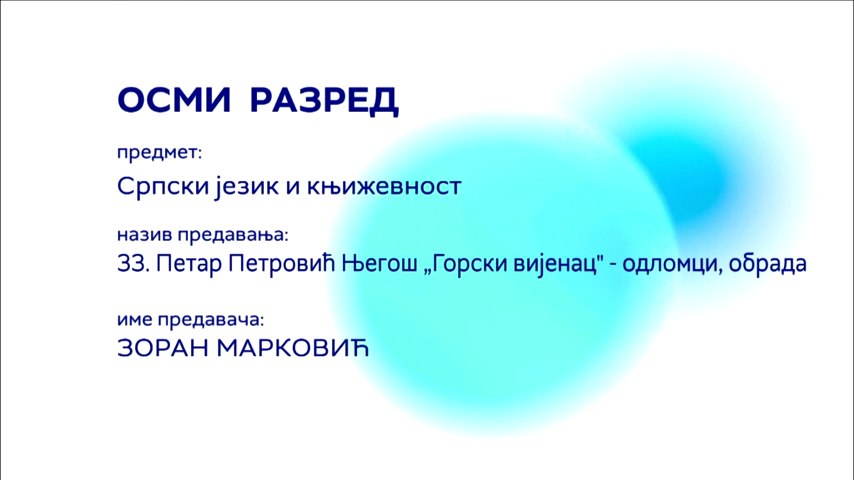 ОСМИ РАЗРЕД
предмет:
Српски језик и књижевност
назив предавања:
33. Петар Петровић Његош „Горски вијенац" - одломци, обрада
име предавача:
ЗОРАН МАРКОВИЋ